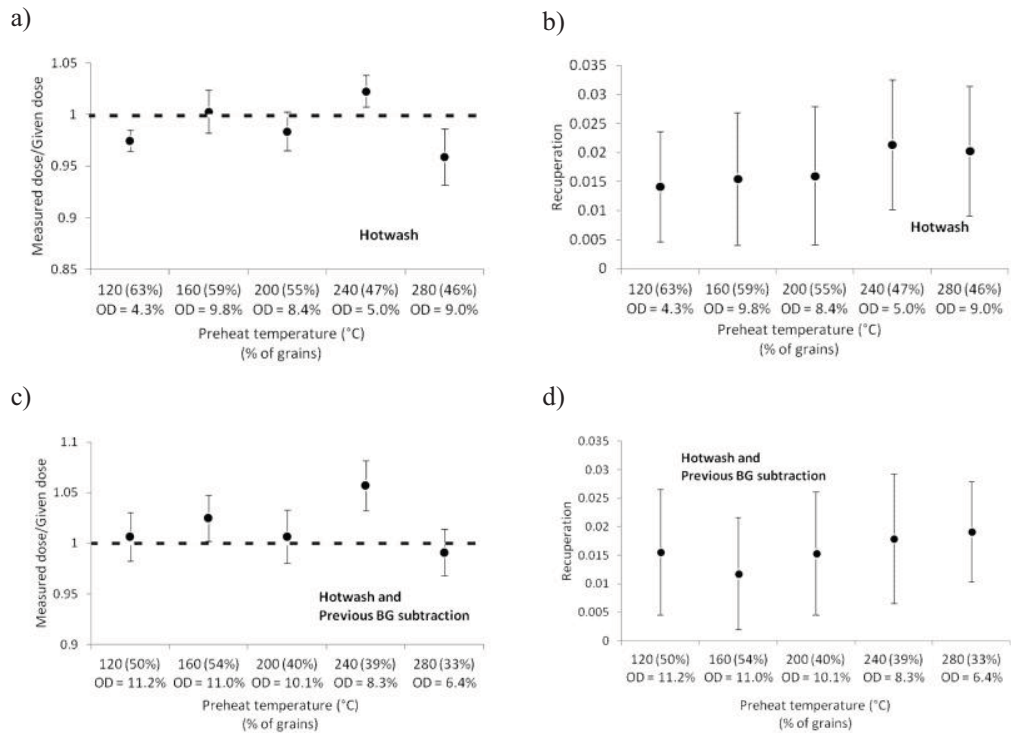 a)
1.05
1
0.95
0.9
0.85
Measured dose/Given dose
Hotwash
120 (63%) 160 (59%) 200 (55%) 240 (47%) 280 (46%)
OD = 4.3% OD = 9.8% OD = 8.4% OD = 5.0% OD = 9.0%
Preheat temperature (°C)
(% of grains)
b)
0.035
0.03
0.025
0.02
0.015
0.01
0.005
0
Recuperation
Hotwash
120 (63%) 160 (59%) 200 (55%) 240 (47%) 280 (46%)
OD = 4.3% OD = 9.8% OD = 8.4% OD = 5.0% OD = 9.0%
Preheat temperature (°C)
(% of grains)
c)
1.1
1.05
1
0.95
0.9
Measured dose/Given dose
Hotwash and
Previous BG subtraction
120 (50%) 160 (54%) 200 (40%) 240 (39%) 280 (33%)
OD = 11.2% OD = 11.0% OD = 10.1% OD = 8.3% OD = 6.4%
Preheat temperature (°C)
(% of grains)
d)
0.035
0.03
0.025
0.02
0.015
0.01
0.005
0
Recuperation
Hotwash and
Previous BG subtraction
120 (50%) 160 (54%) 200 (40%) 240 (39%) 280 (33%)
OD = 11.2% OD = 11.0% OD = 10.1% OD = 8.3% OD = 6.4%
Preheat temperature (°C)
(% of grains)